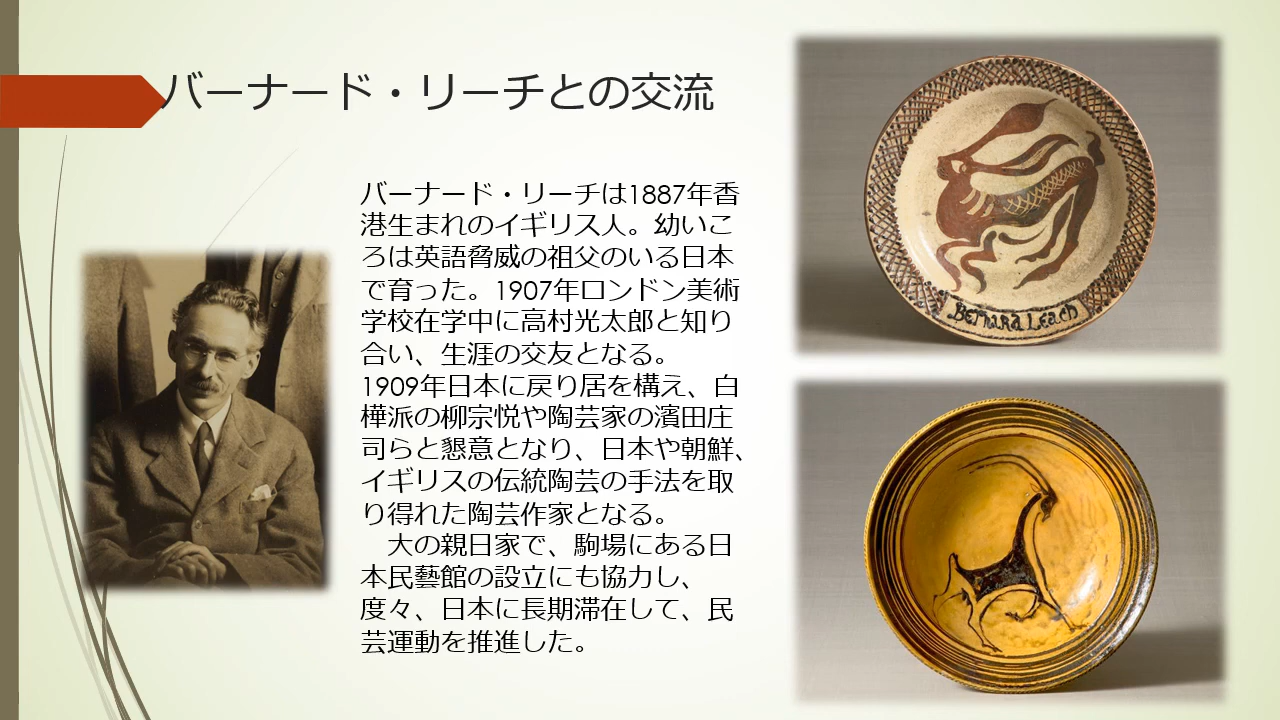 バーナード・リーチとの交流
バーナード・リーチは1887年香
港生まれのイギリス人。幼いこ
ろは英語脅威の祖父のいる日本
で育った。1907年ロンドン美術
学校在学中に高村光太郎と知り
合い、生涯の交友となる。
1909年日本に戻り居を構え、白
樺派の柳宗悦や陶芸家の濱田庄
司らと懇意となり、日本や朝鮮、
イギリスの伝統陶芸の手法を取
り得れた陶芸作家となる。
　大の親日家で、駒場にある日
本民藝館の設立にも協力し、
度々、日本に長期滞在して、民
芸運動を推進した。
Bernard Leach